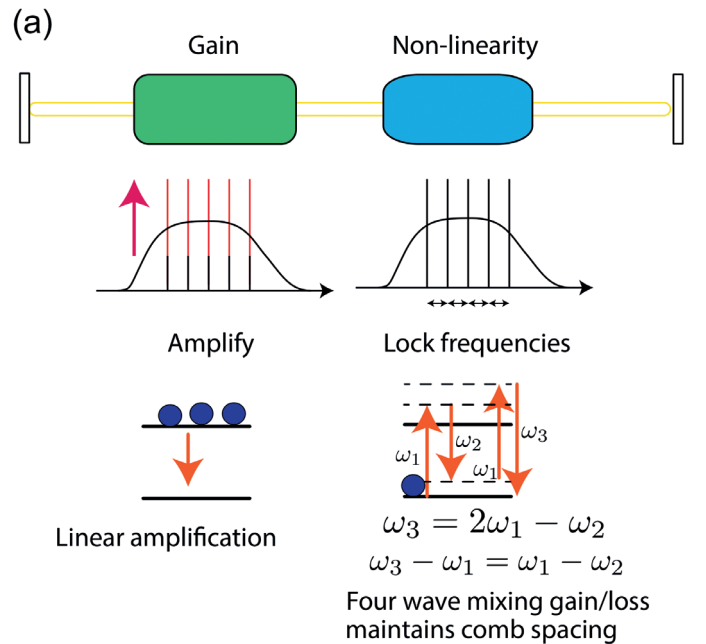 (a)
Gain Non-linearity
Amplify Lock frequencies
ω₁ ω₂ ω₁ ω₃
ω₃ = 2ω₁ − ω₂
Linear amplification
ω₃ − ω₁ = ω₁ − ω₂
Four wave mixing gain/loss
maintains comb spacing